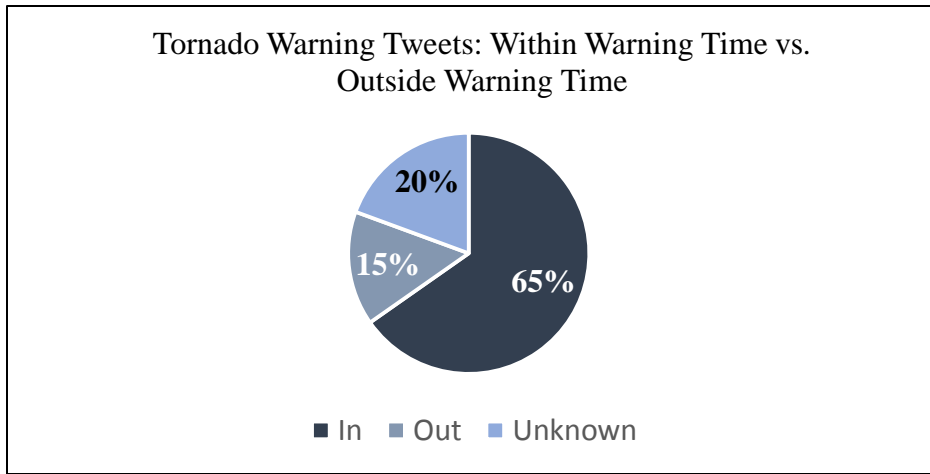 Tornado Warning Tweets: Within Warning Time vs.
Outside Warning Time
20%
15%
65%
In Out Unknown